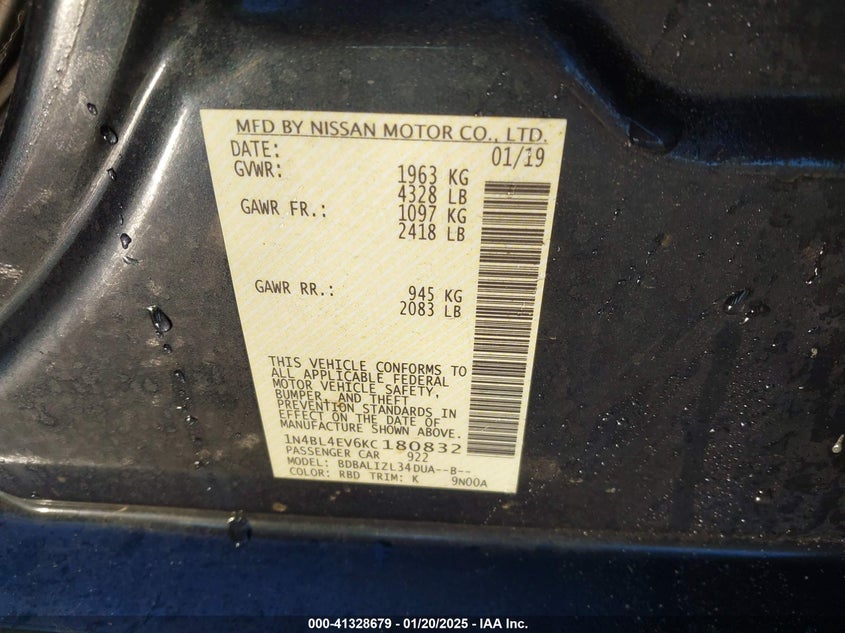 MFD BY NISSAN MOTOR CO., LTD.
DATE: 01/19
GVWR: 1963 KG
4328 LB
GAWR FR.: 1097 KG
2418 LB
GAWR RR.: 945 KG
2083 LB
THIS VEHICLE CONFORMS TO
ALL APPLICABLE FEDERAL
MOTOR VEHICLE SAFETY,
BUMPER, AND THEFT
PREVENTION STANDARDS IN
EFFECT ON THE DATE OF
MANUFACTURE SHOWN ABOVE.
1N4BL4EV6KC180832
PASSENGER CAR 922
MODEL: BDBALIZL34DUA--B--
COLOR: RBD TRIM: K 9N00A
000-41328679 - 01/20/2025 - IAA Inc.